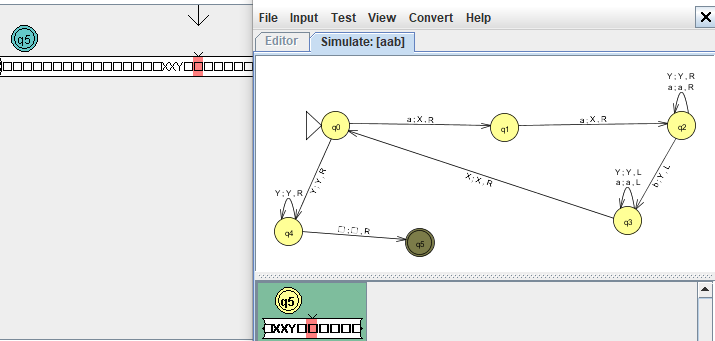 q5
□□□□□□□□□□□□□□□□XXY□□□□□□□
File Input Test View Convert Help
Editor Simulate: [aab]
Y;Y,R
a;a,R
q0 a;X,R q1 a;X,R q2
Y;Y,R
X;X,R
b;Y,L
Y;Y,L
a;a,L
q3
Y;Y,R
q4 □;□,R q5
q5
□XXY□□□□□□